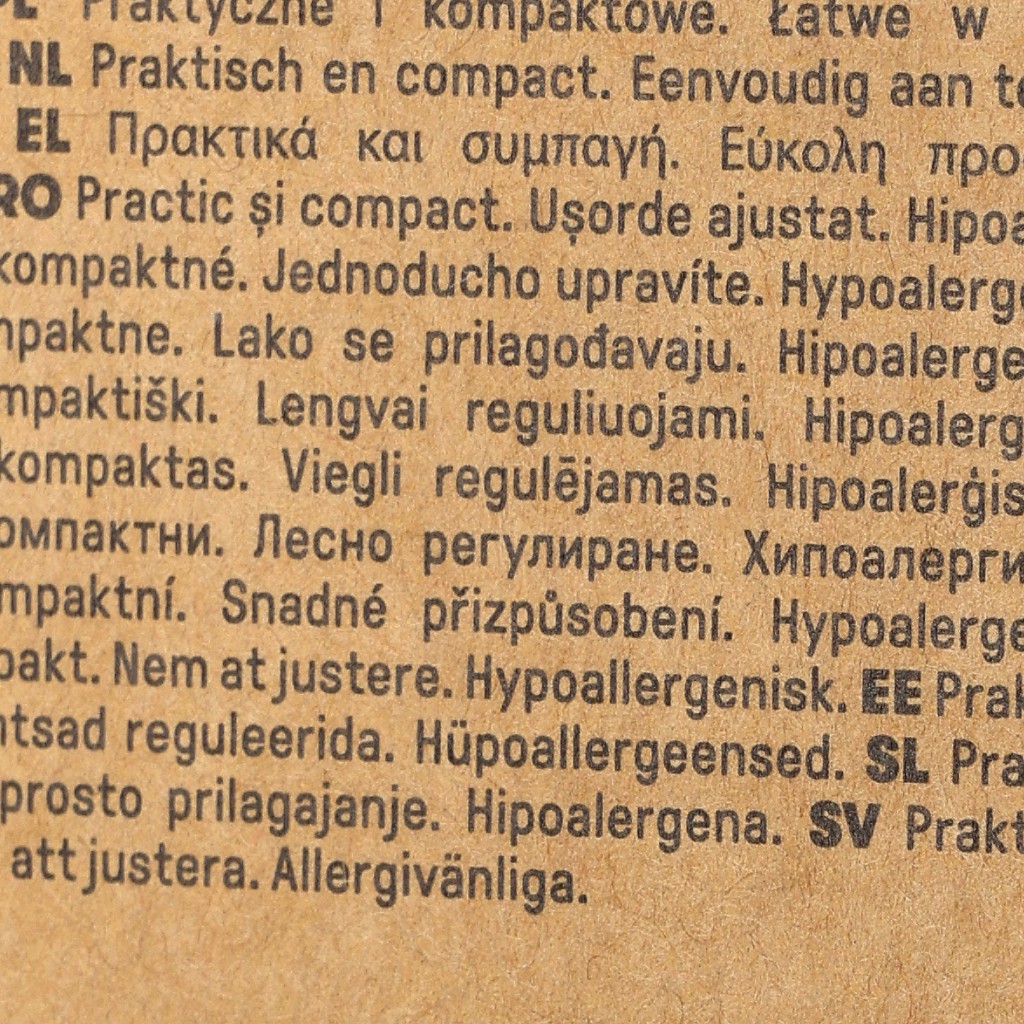 PL Praktyczne i kompaktowe. Łatwe w
NL Praktisch en compact. Eenvoudig aan
EL Πρακτικά και συμπαγή. Εύκολη προ
RO Practic și compact. Ușorde ajustat. Hipoa
kompaktné. Jednoducho upravíte. Hypoalerg
mpaktne. Lako se prilagođavaju. Hipoalerge
mpaktiški. Lengvai reguliuojami. Hipoalerg
kompaktas. Viegli regulējamas. Hipoalerģis
омпактни. Лесно регулиране. Хипоалерги
mpaktní. Snadné přizpůsobení. Hypoalerge
pakt. Nem at justere. Hypoallergenisk. EE Prak
ntsad reguleerida. Hüpoallergeensed. SL Pra
prosto prilagajanje. Hipoalergena. SV Prakt
att justera. Allergivänliga.